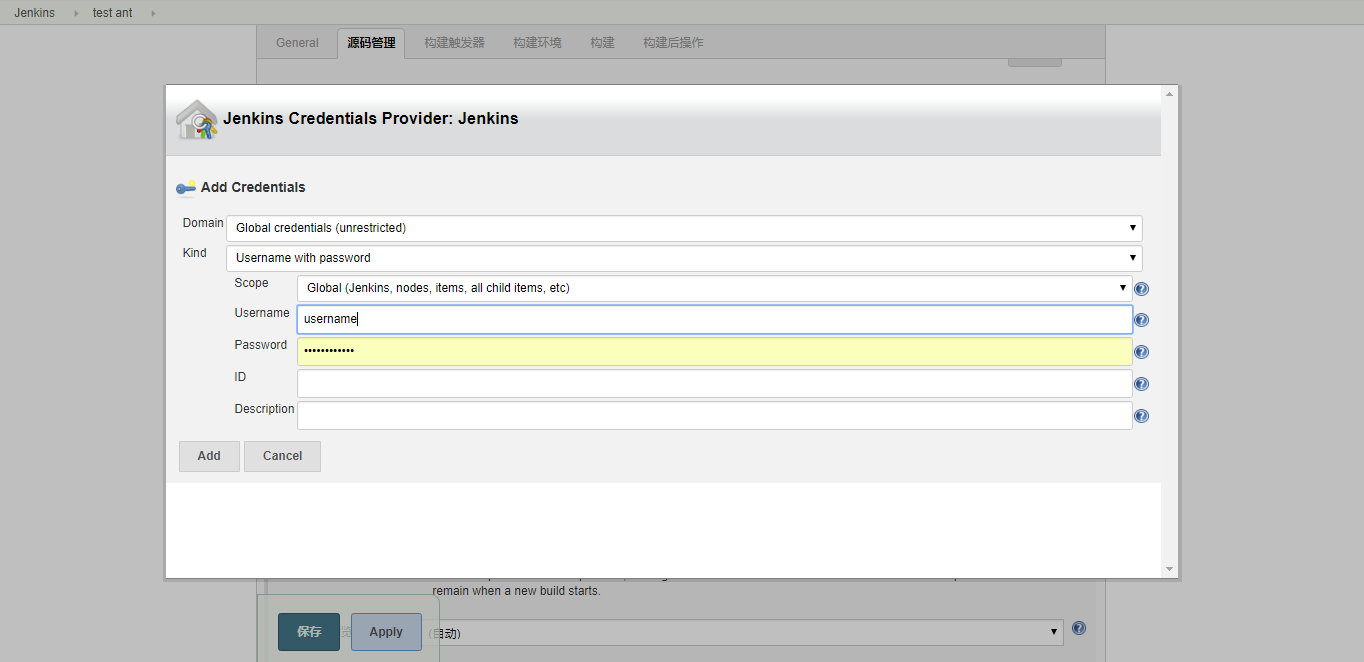 Jenkins test ant
General 源码管理 构建触发器 构建环境 构建 构建后操作
Jenkins Credentials Provider: Jenkins
Add Credentials
Domain Global credentials (unrestricted)
Kind Username with password
Scope Global (Jenkins, nodes, items, all child items, etc)
Username username
Password ••••••••••••
ID
Description
Add Cancel
remain when a new build starts.
保存 Apply (自动)